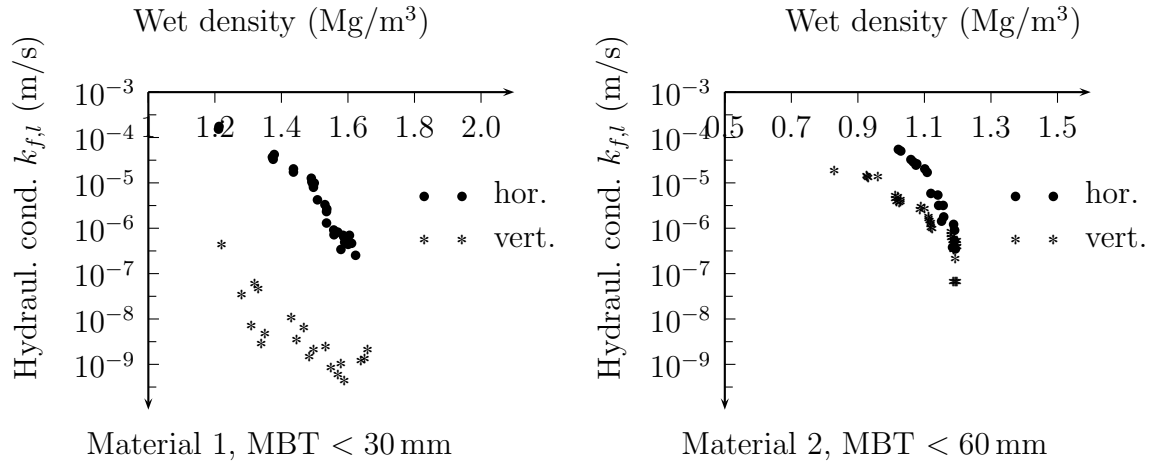 Wet density (Mg/m³)
1 1.2 1.4 1.6 1.8 2.0
Hydraul. cond. k_{f,l} (m/s)
10⁻³
10⁻⁴
10⁻⁵
10⁻⁶
10⁻⁷
10⁻⁸
10⁻⁹
hor.
vert.
Material 1, MBT < 30 mm
Wet density (Mg/m³)
0.5 0.7 0.9 1.1 1.3 1.5
Hydraul. cond. k_{f,l} (m/s)
10⁻³
10⁻⁴
10⁻⁵
10⁻⁶
10⁻⁷
10⁻⁸
10⁻⁹
hor.
vert.
Material 2, MBT < 60 mm